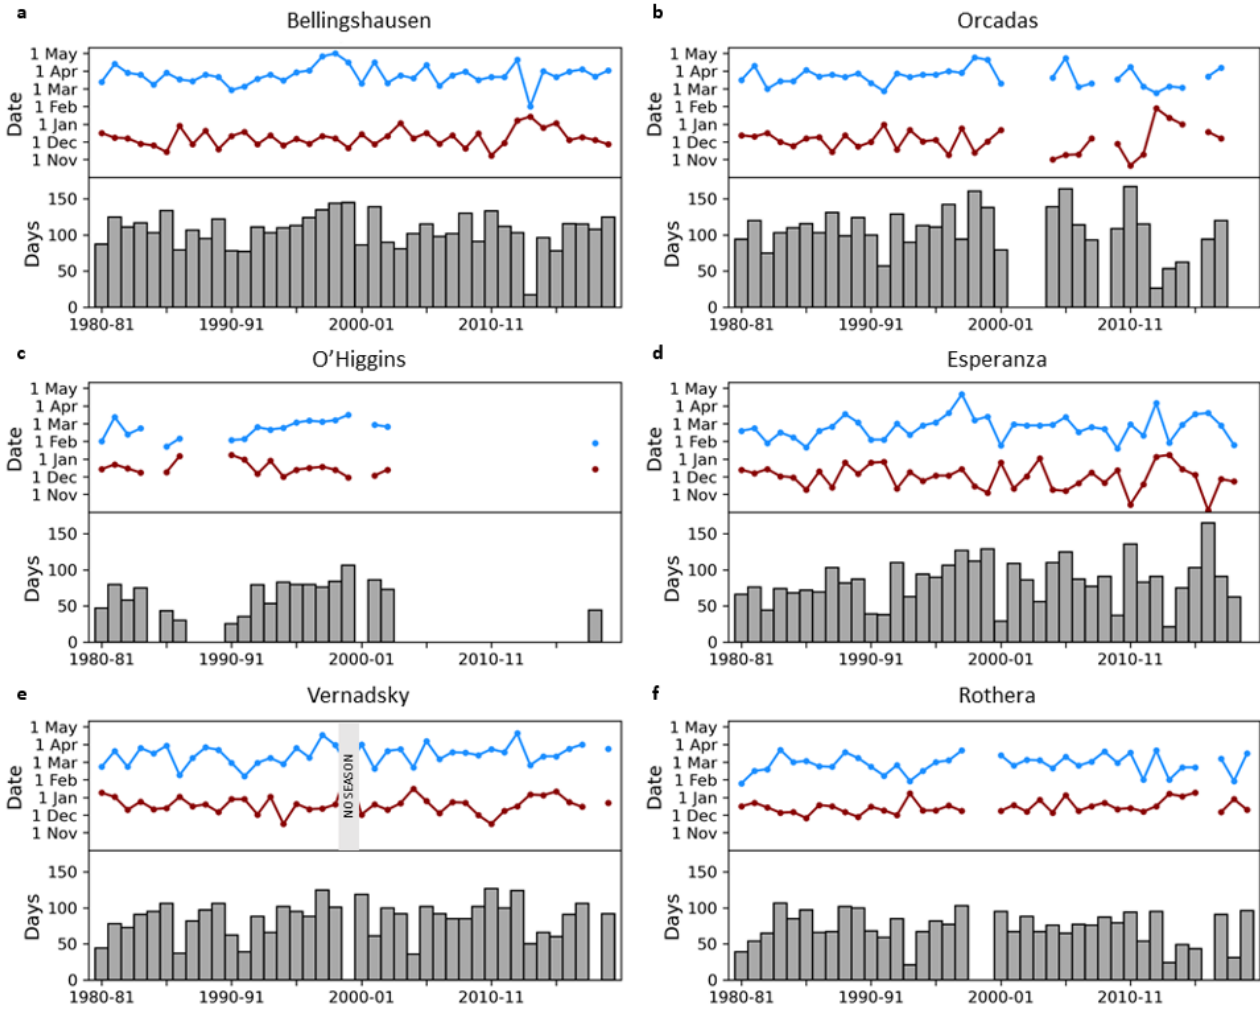 a
Bellingshausen
1 May
1 Apr
1 Mar
1 Feb
1 Jan
1 Dec
1 Nov
Date
150
100
50
0
Days
1980-81
1990-91
2000-01
2010-11
b
Orcadas
1 May
1 Apr
1 Mar
1 Feb
1 Jan
1 Dec
1 Nov
Date
150
100
50
0
Days
1980-81
1990-91
2000-01
2010-11
c
O’Higgins
1 May
1 Apr
1 Mar
1 Feb
1 Jan
1 Dec
1 Nov
Date
150
100
50
0
Days
1980-81
1990-91
2000-01
2010-11
d
Esperanza
1 May
1 Apr
1 Mar
1 Feb
1 Jan
1 Dec
1 Nov
Date
150
100
50
0
Days
1980-81
1990-91
2000-01
2010-11
e
Vernadsky
1 May
1 Apr
1 Mar
1 Feb
1 Jan
1 Dec
1 Nov
Date
NO SEASON
150
100
50
0
Days
1980-81
1990-91
2000-01
2010-11
f
Rothera
1 May
1 Apr
1 Mar
1 Feb
1 Jan
1 Dec
1 Nov
Date
150
100
50
0
Days
1980-81
1990-91
2000-01
2010-11